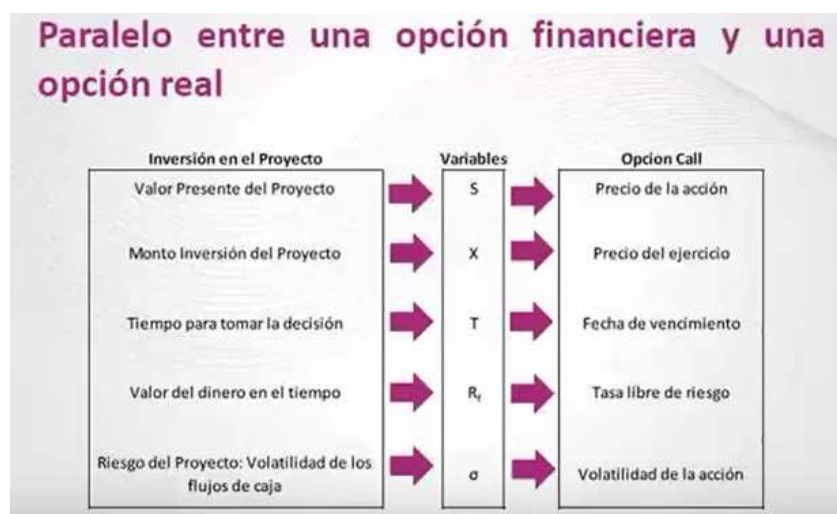 Paralelo entre una opción financiera y una
opción real
Inversión en el Proyecto Variables Opcion Call
Valor Presente del Proyecto S Precio de la acción
Monto Inversión del Proyecto X Precio del ejercicio
Tiempo para tomar la decisión T Fecha de vencimiento
Valor del dinero en el tiempo Rf Tasa libre de riesgo
Riesgo del Proyecto: Volatilidad de los
flujos de caja σ Volatilidad de la acción